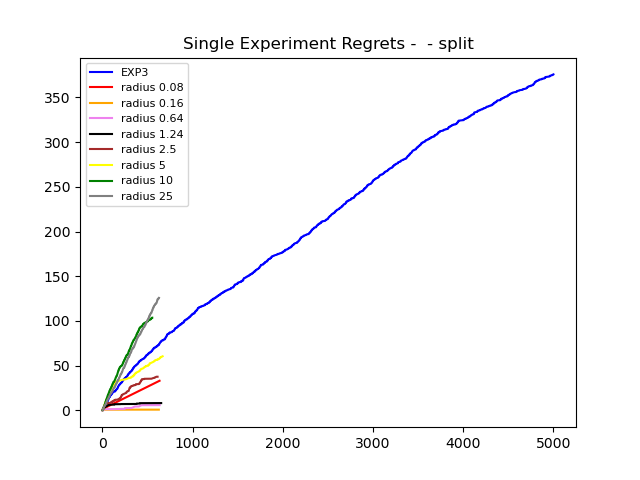 Single Experiment Regrets -  - split
EXP3
radius 0.08
radius 0.16
radius 0.64
radius 1.24
radius 2.5
radius 5
radius 10
radius 25
350
300
250
200
150
100
50
0
0 1000 2000 3000 4000 5000